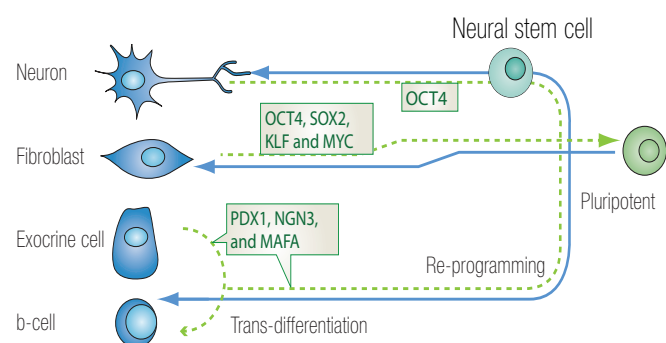 Neural stem cell
Neuron
OCT4
OCT4, SOX2,
KLF and MYC
Fibroblast
Pluripotent
PDX1, NGN3,
and MAFA
Exocrine cell
Re-programming
b-cell
Trans-differentiation